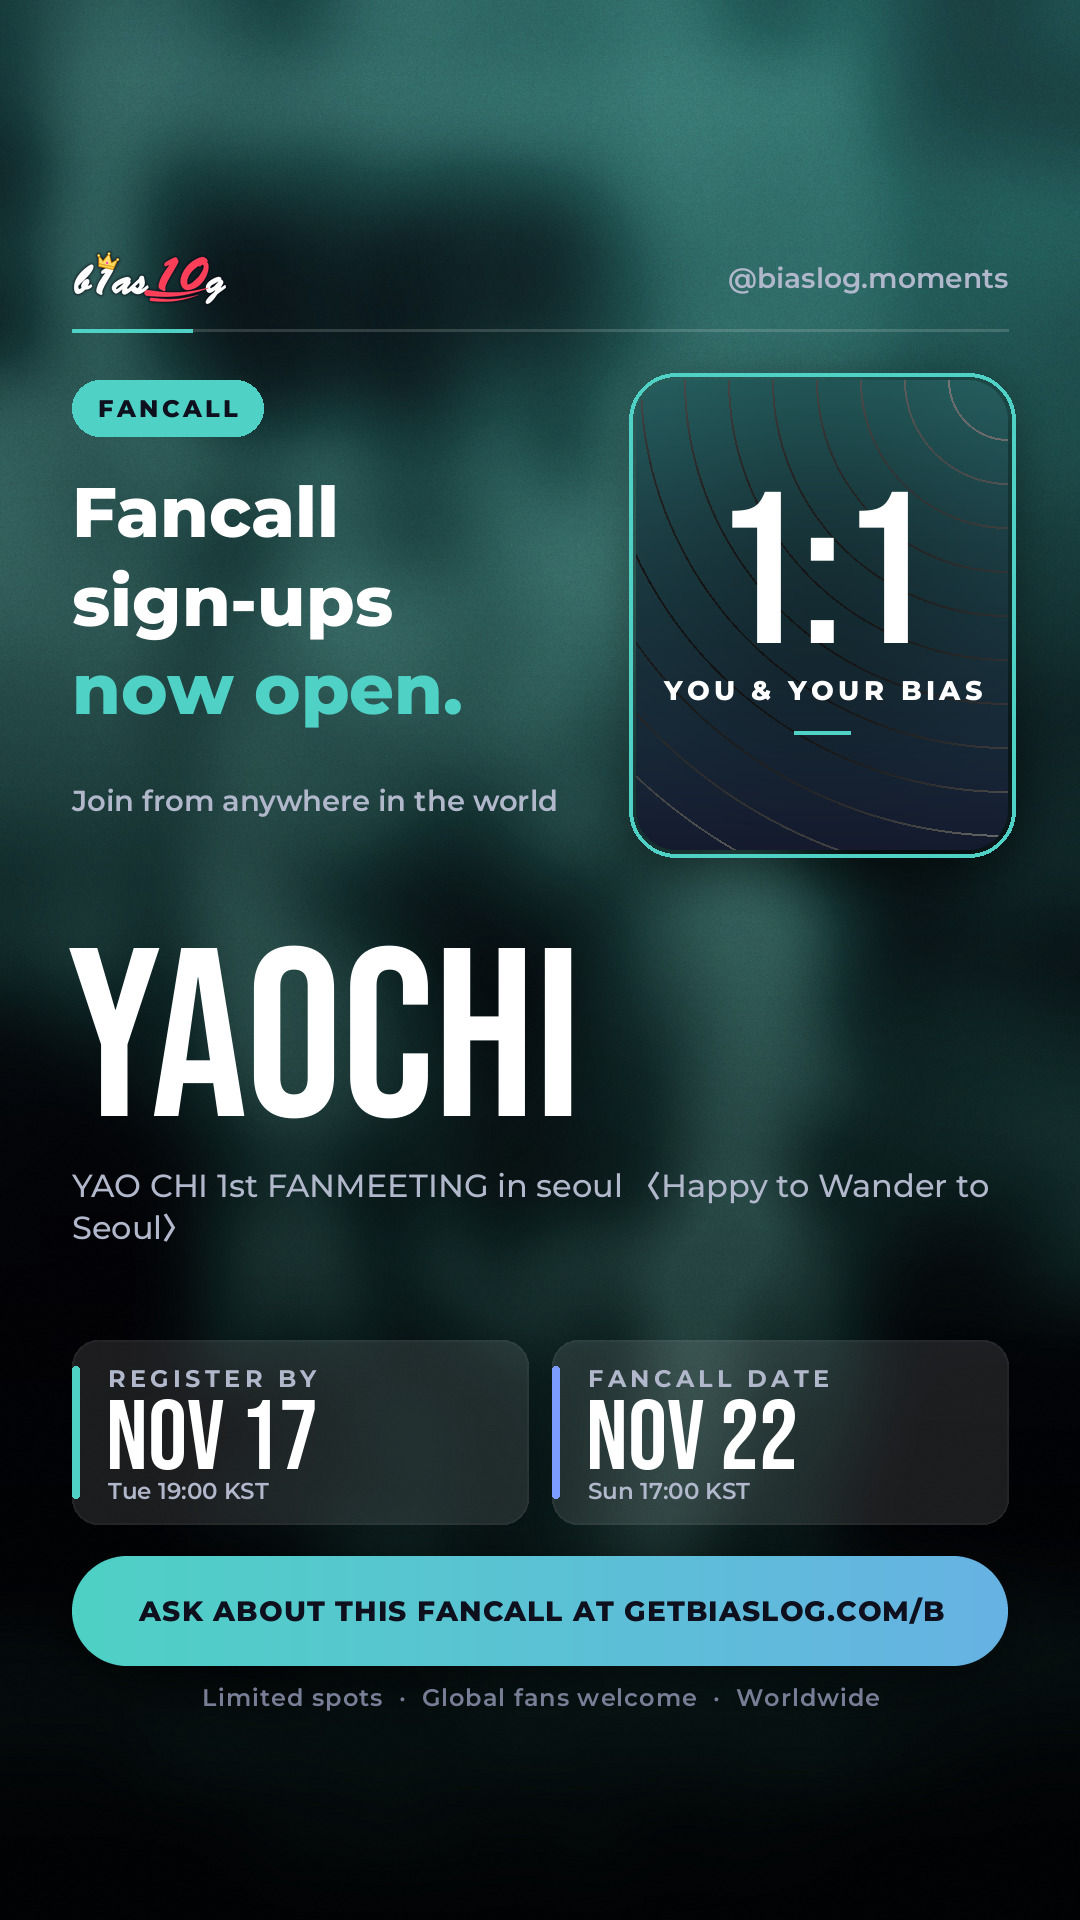 b1as10g
@biaslog.moments
FANCALL
Fancall
sign-ups
now open.
Join from anywhere in the world
1:1
YOU & YOUR BIAS
YAOCHI
YAO CHI 1st FANMEETING in seoul 〈Happy to Wander to
Seoul〉
REGISTER BY
NOV 17
Tue 19:00 KST
FANCALL DATE
NOV 22
Sun 17:00 KST
ASK ABOUT THIS FANCALL AT GETBIASLOG.COM/B
Limited spots · Global fans welcome · Worldwide